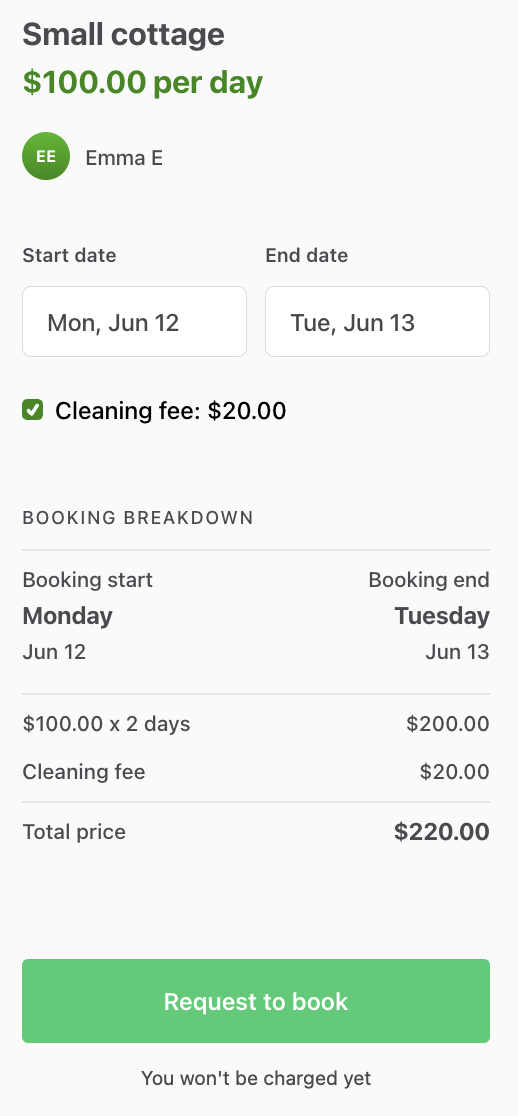 Small cottage
$100.00 per day
EE Emma E
Start date End date
Mon, Jun 12 Tue, Jun 13
Cleaning fee: $20.00
BOOKING BREAKDOWN
Booking start Booking end
Monday Tuesday
Jun 12 Jun 13
$100.00 x 2 days $200.00
Cleaning fee $20.00
Total price $220.00
Request to book
You won't be charged yet